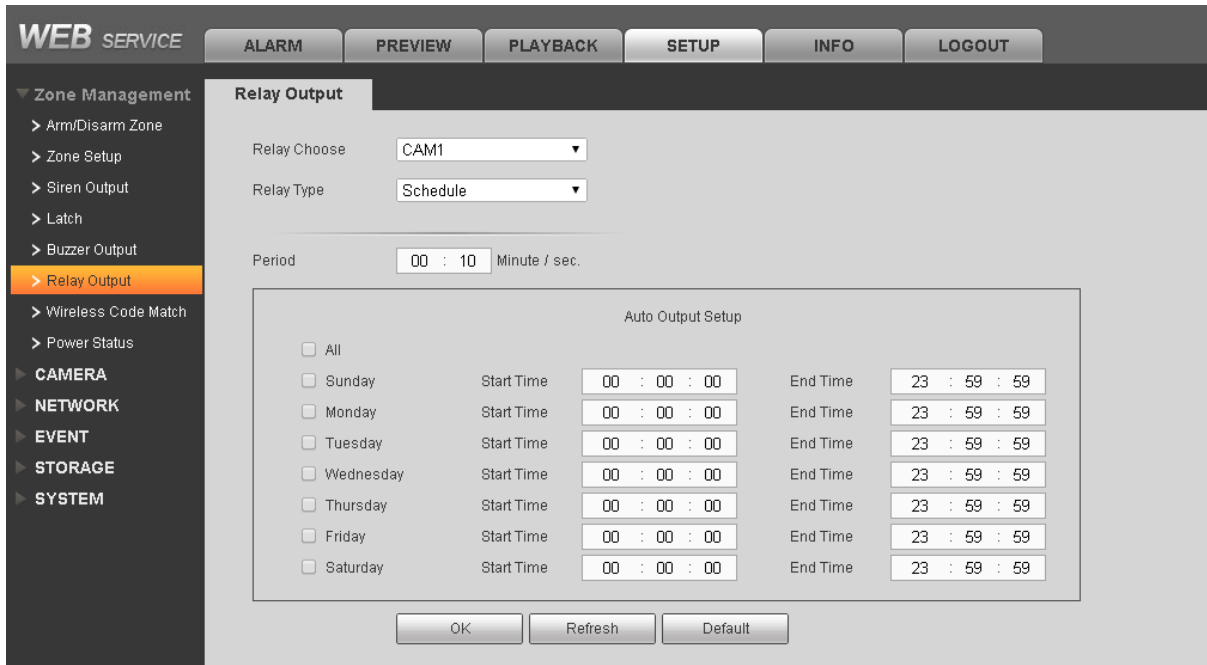 WEB SERVICE
ALARM PREVIEW PLAYBACK SETUP INFO LOGOUT
Zone Management
> Arm/Disarm Zone
> Zone Setup
> Siren Output
> Latch
> Buzzer Output
> Relay Output
> Wireless Code Match
> Power Status
CAMERA
NETWORK
EVENT
STORAGE
SYSTEM
Relay Output
Relay Choose CAM1
Relay Type Schedule
Period 00 : 10 Minute / sec.
Auto Output Setup
All
Sunday Start Time 00 : 00 : 00 End Time 23 : 59 : 59
Monday Start Time 00 : 00 : 00 End Time 23 : 59 : 59
Tuesday Start Time 00 : 00 : 00 End Time 23 : 59 : 59
Wednesday Start Time 00 : 00 : 00 End Time 23 : 59 : 59
Thursday Start Time 00 : 00 : 00 End Time 23 : 59 : 59
Friday Start Time 00 : 00 : 00 End Time 23 : 59 : 59
Saturday Start Time 00 : 00 : 00 End Time 23 : 59 : 59
OK Refresh Default